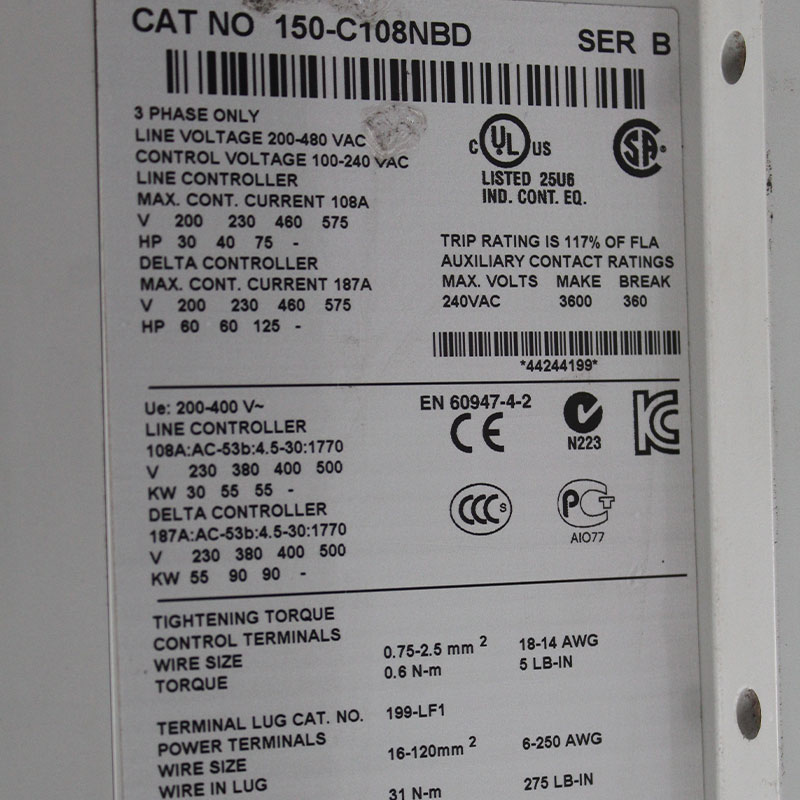 CAT NO 150-C108NBD SER B
3 PHASE ONLY
LINE VOLTAGE 200-480 VAC
CONTROL VOLTAGE 100-240 VAC
LINE CONTROLLER
MAX. CONT. CURRENT 108A
V 200 230 460 575
HP 30 40 75 -
DELTA CONTROLLER
MAX. CONT. CURRENT 187A
V 200 230 460 575
HP 60 60 125 -
C UL US
LISTED 25U6
IND. CONT. EQ.
SA
TRIP RATING IS 117% OF FLA
AUXILIARY CONTACT RATINGS
MAX. VOLTS MAKE BREAK
240VAC 3600 360
*44244199*
Ue: 200-400 V~
LINE CONTROLLER
108A:AC-53b:4.5-30:1770
V 230 380 400 500
KW 30 55 55 -
DELTA CONTROLLER
187A:AC-53b:4.5-30:1770
V 230 380 400 500
KW 55 90 90 -
EN 60947-4-2
CE
N223
KC
CCC S
PCT
АЮ77
TIGHTENING TORQUE
CONTROL TERMINALS
WIRE SIZE 0.75-2.5 mm 2 18-14 AWG
TORQUE 0.6 N-m 5 LB-IN
TERMINAL LUG CAT. NO. 199-LF1
POWER TERMINALS
WIRE SIZE 16-120mm 2 6-250 AWG
WIRE IN LUG 31 N-m 275 LB-IN